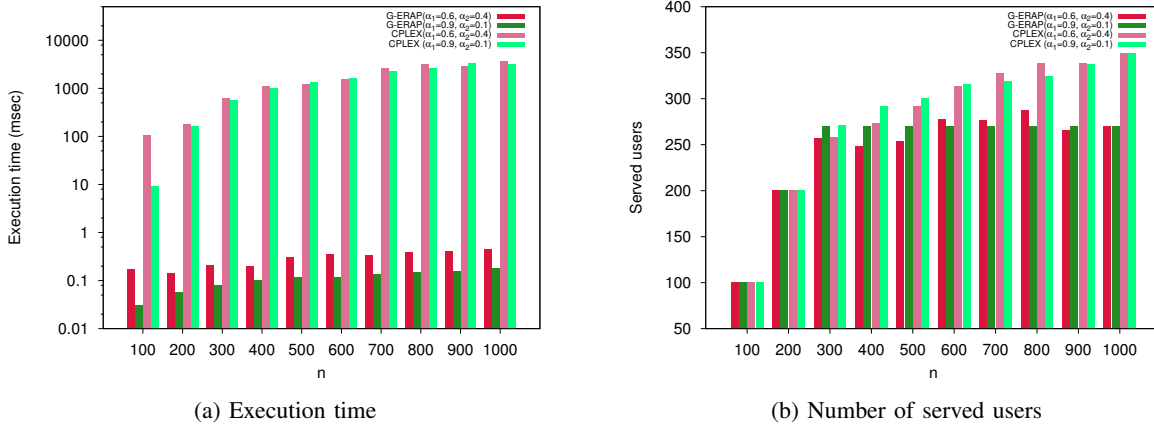 G-ERAP(α1=0.6, α2=0.4)
G-ERAP(α1=0.9, α2=0.1)
CPLEX(α1=0.6, α2=0.4)
CPLEX (α1=0.9, α2=0.1)
10000
1000
100
10
1
0.1
0.01
Execution time (msec)
100 200 300 400 500 600 700 800 900 1000
n
(a) Execution time
G-ERAP(α1=0.6, α2=0.4)
G-ERAP(α1=0.9, α2=0.1)
CPLEX(α1=0.6, α2=0.4)
CPLEX (α1=0.9, α2=0.1)
400
350
300
250
200
150
100
50
Served users
100 200 300 400 500 600 700 800 900 1000
n
(b) Number of served users